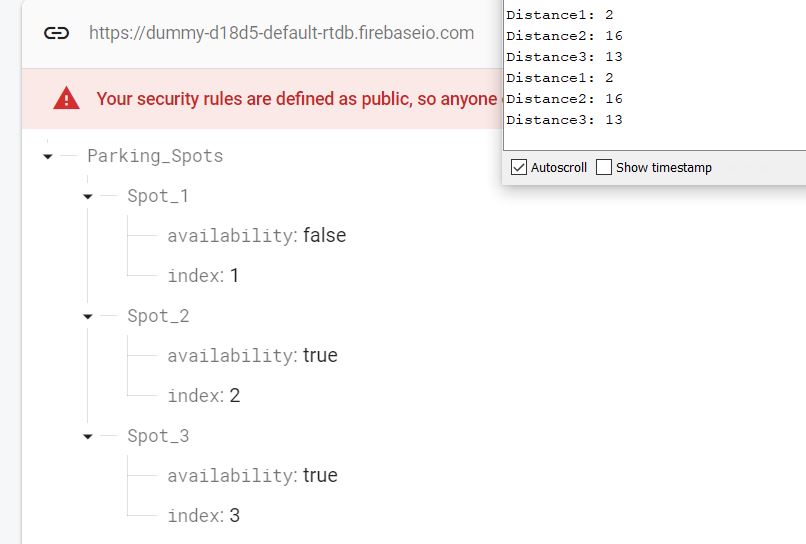 https://dummy-d18d5-default-rtdb.firebaseio.com
Your security rules are defined as public, so anyone
Parking_Spots
Spot_1
availability: false
index: 1
Spot_2
availability: true
index: 2
Spot_3
availability: true
index: 3
Distance1: 2
Distance2: 16
Distance3: 13
Distance1: 2
Distance2: 16
Distance3: 13
Autoscroll Show timestamp